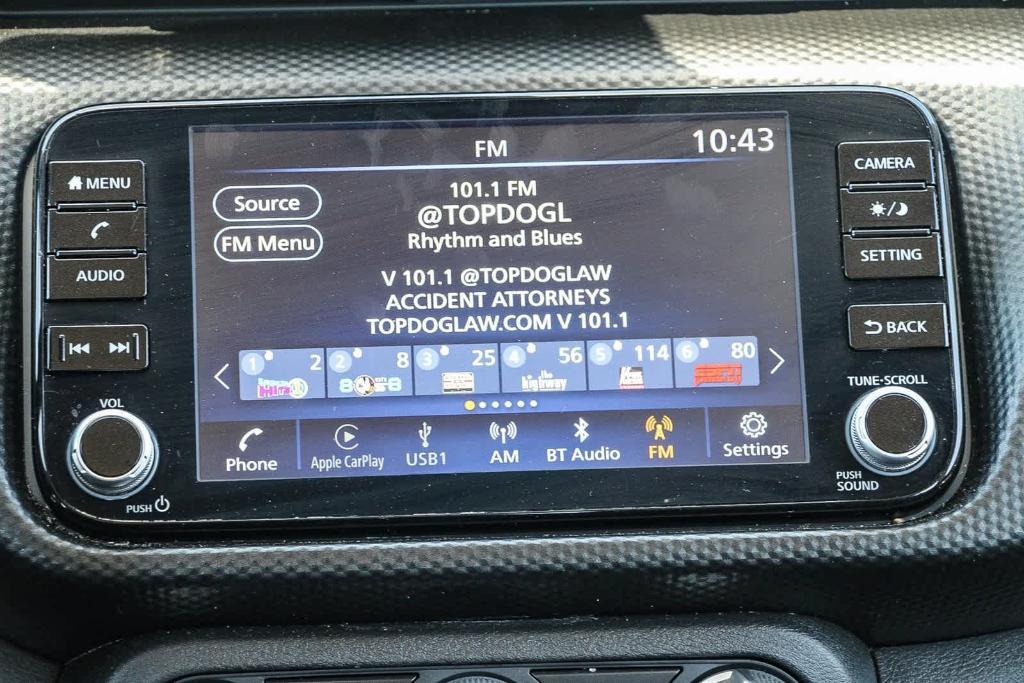 FM
10:43
MENU
AUDIO
VOL
PUSH
Source
FM Menu
101.1 FM
@TOPDOGL
Rhythm and Blues
V 101.1 @TOPDOGLAW
ACCIDENT ATTORNEYS
TOPDOGLAW.COM V 101.1
1 2
2 8
3 25
4 56
5 114
6 80
the
highway
Phone
Apple CarPlay
USB1
AM
BT Audio
FM
Settings
CAMERA
SETTING
BACK
TUNE-SCROLL
PUSH
SOUND